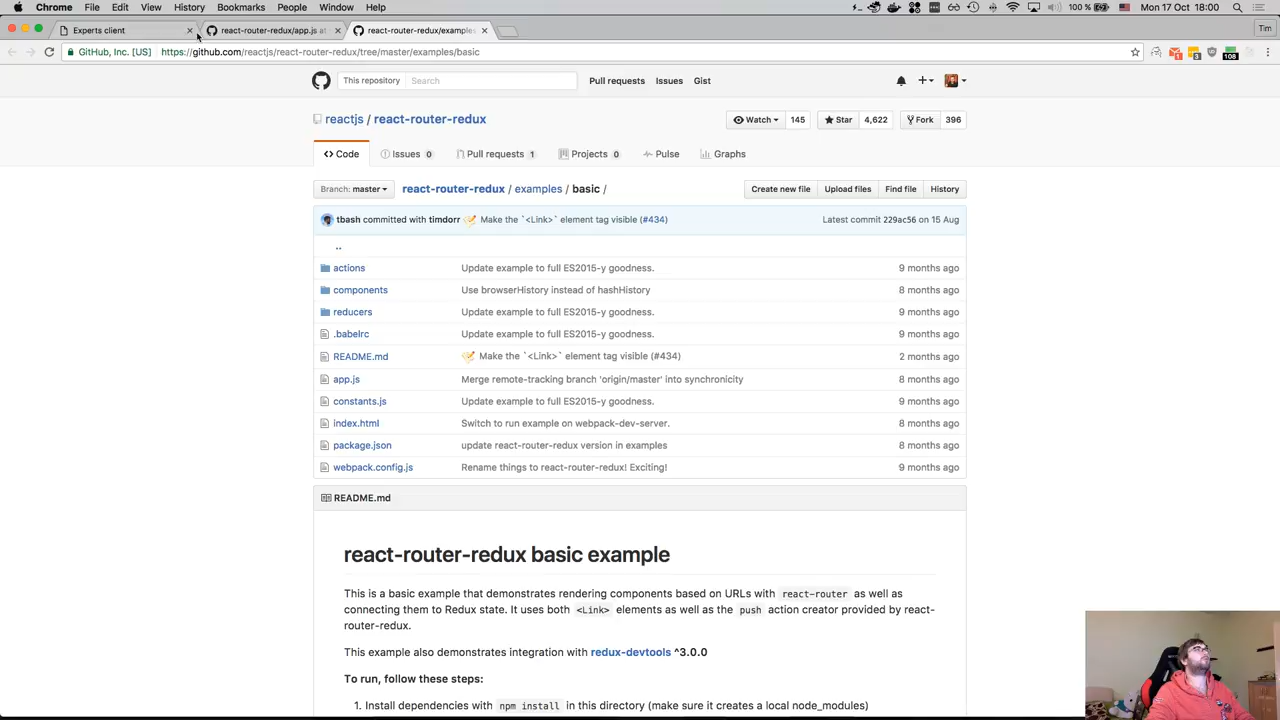 Chrome File Edit View History Bookmarks People Window Help 100 % Mon 17 Oct 18:00
Experts client
react-router-redux/app.js at
react-router-redux/examples
Tim
GitHub, Inc. [US] https://github.com/reactjs/react-router-redux/tree/master/examples/basic
This repository Search Pull requests Issues Gist
reactjs / react-router-redux
Watch 145 Star 4,622 Fork 396
Code Issues 0 Pull requests 1 Projects 0 Pulse Graphs
Branch: master react-router-redux / examples / basic / Create new file Upload files Find file History
tbash committed with timdorr Make the `<Link>` element tag visible (#434) Latest commit 229ac56 on 15 Aug
..
actions Update example to full ES2015-y goodness. 9 months ago
components Use browserHistory instead of hashHistory 8 months ago
reducers Update example to full ES2015-y goodness. 9 months ago
.babelrc Update example to full ES2015-y goodness. 9 months ago
README.md Make the `<Link>` element tag visible (#434) 2 months ago
app.js Merge remote-tracking branch 'origin/master' into synchronicity 8 months ago
constants.js Update example to full ES2015-y goodness. 9 months ago
index.html Switch to run example on webpack-dev-server. 8 months ago
package.json update react-router-redux version in examples 8 months ago
webpack.config.js Rename things to react-router-redux! Exciting! 9 months ago
README.md
react-router-redux basic example
This is a basic example that demonstrates rendering components based on URLs with react-router as well as
connecting them to Redux state. It uses both <Link> elements as well as the push action creator provided by react-
router-redux.
This example also demonstrates integration with redux-devtools ^3.0.0
To run, follow these steps:
1. Install dependencies with npm install in this directory (make sure it creates a local node_modules)